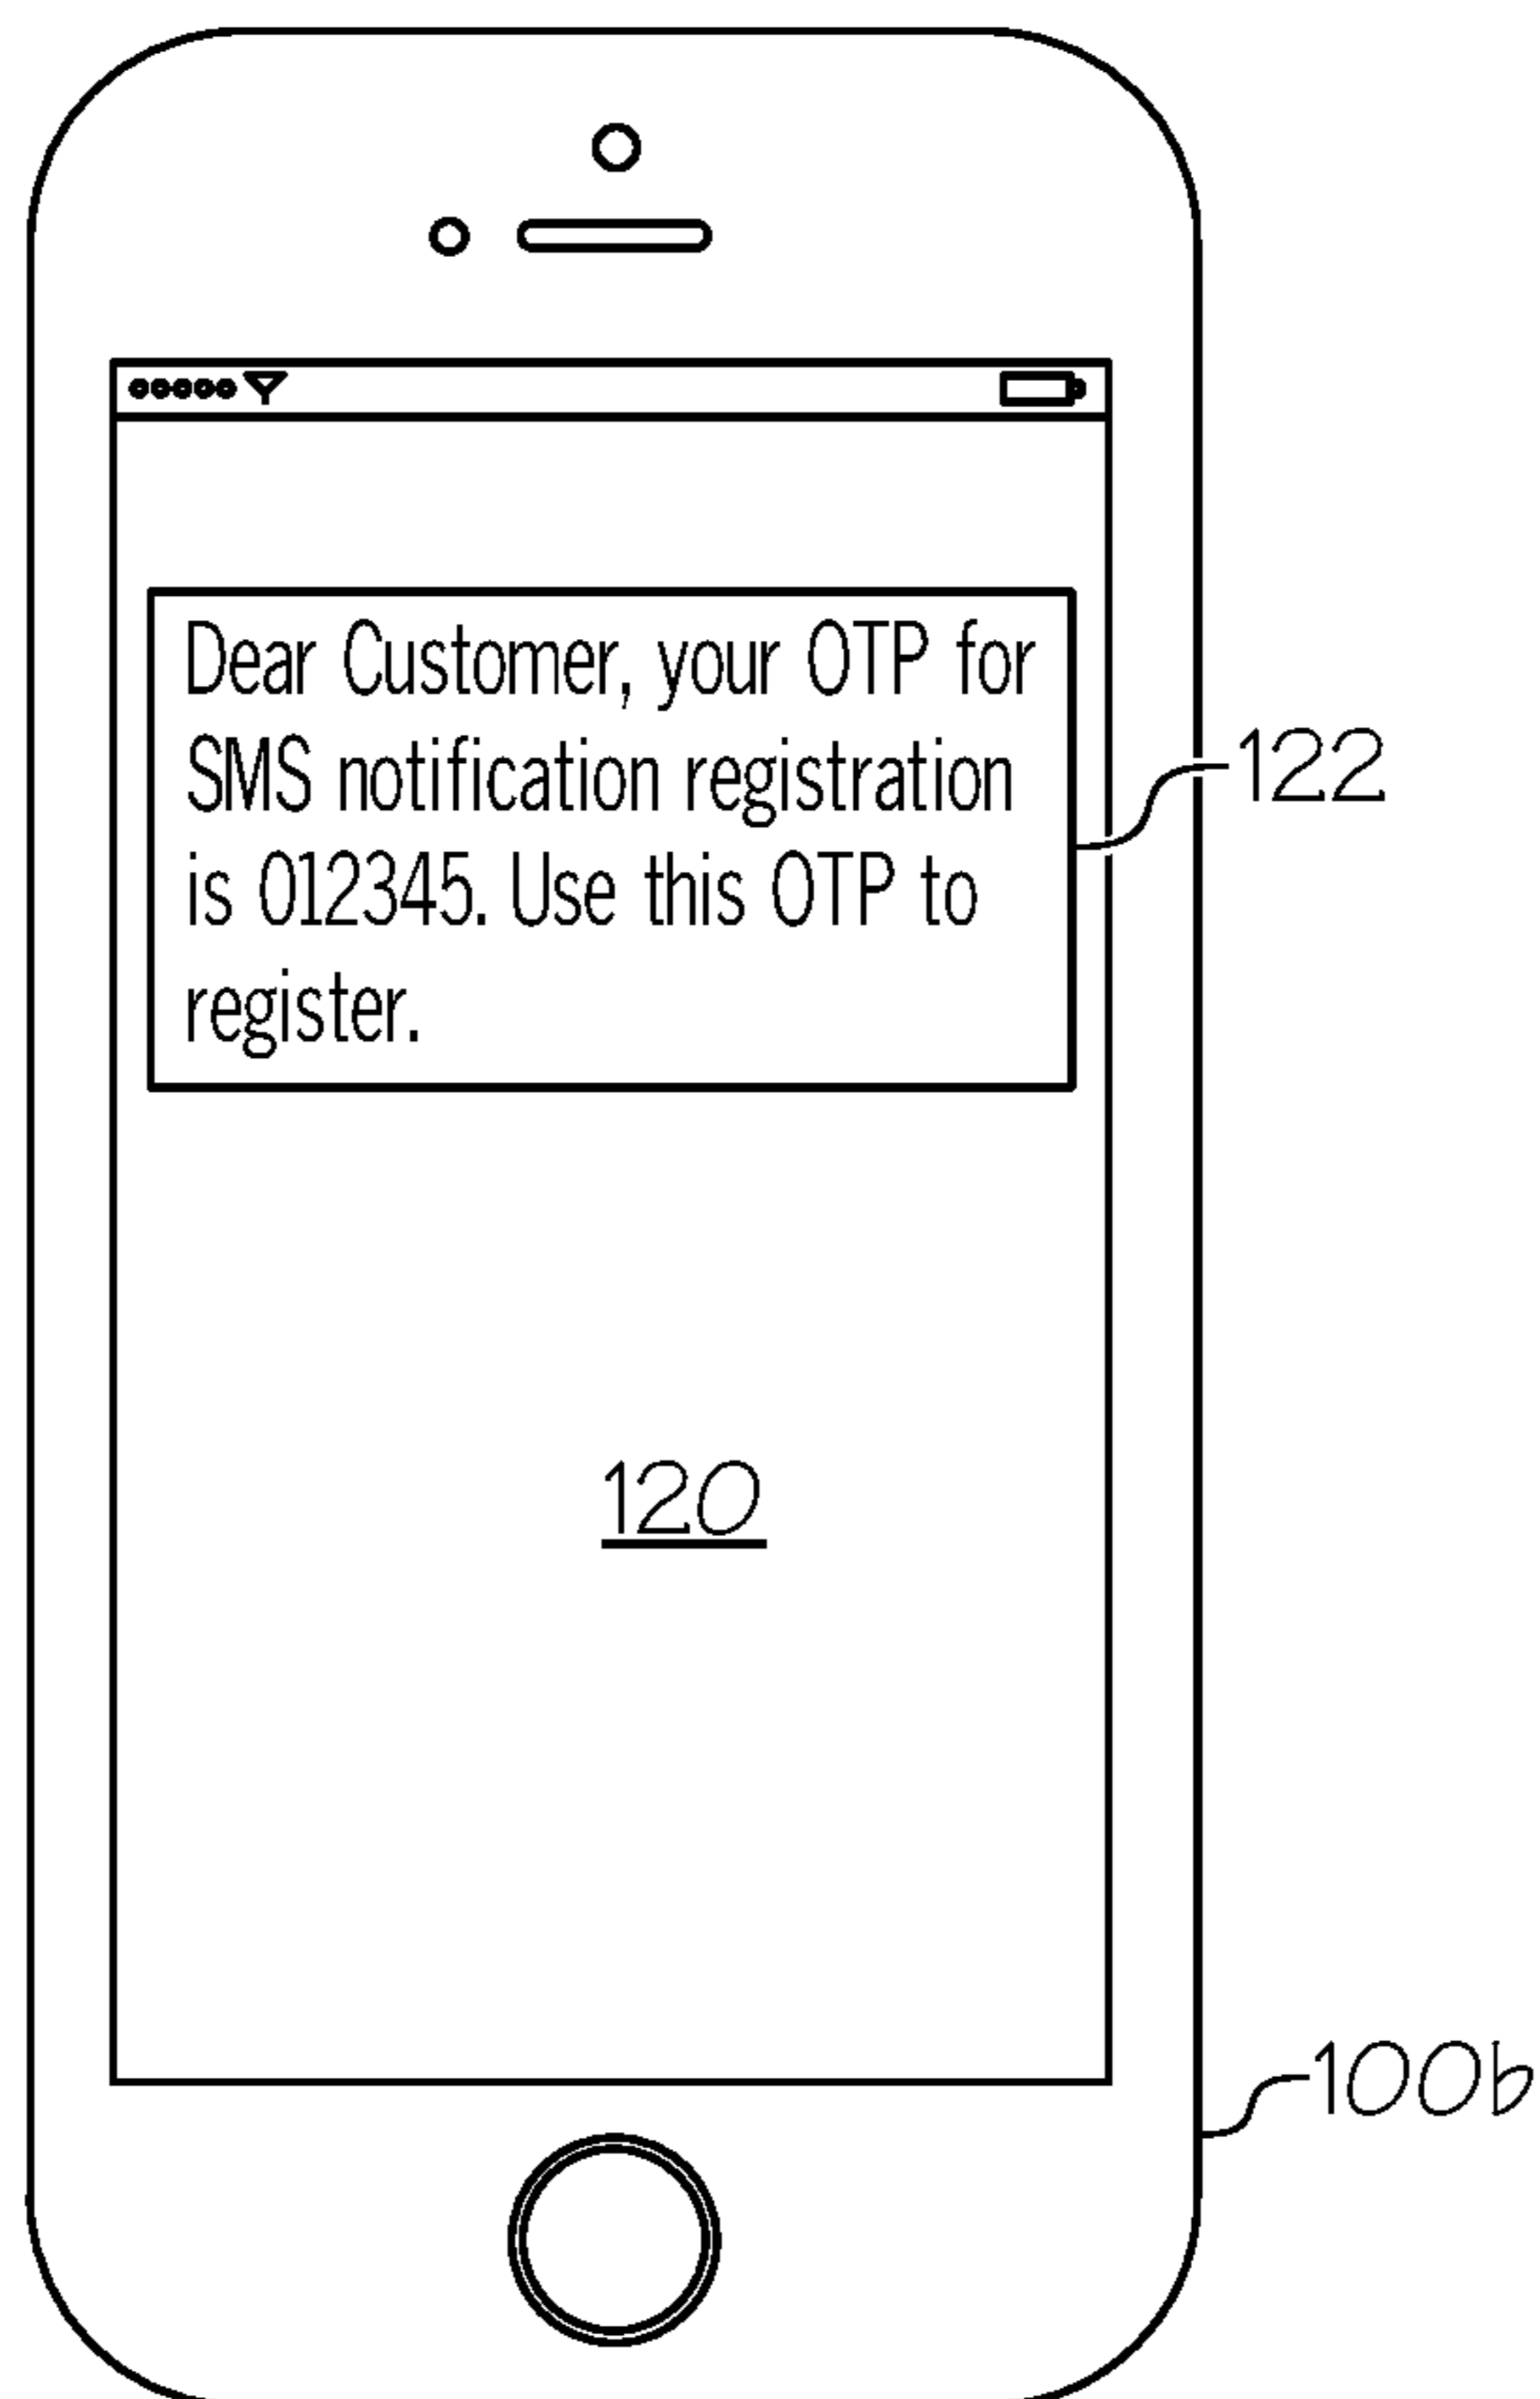 Dear Customer, your OTP for
SMS notification registration
is 012345. Use this OTP to
register.
122
120
100b